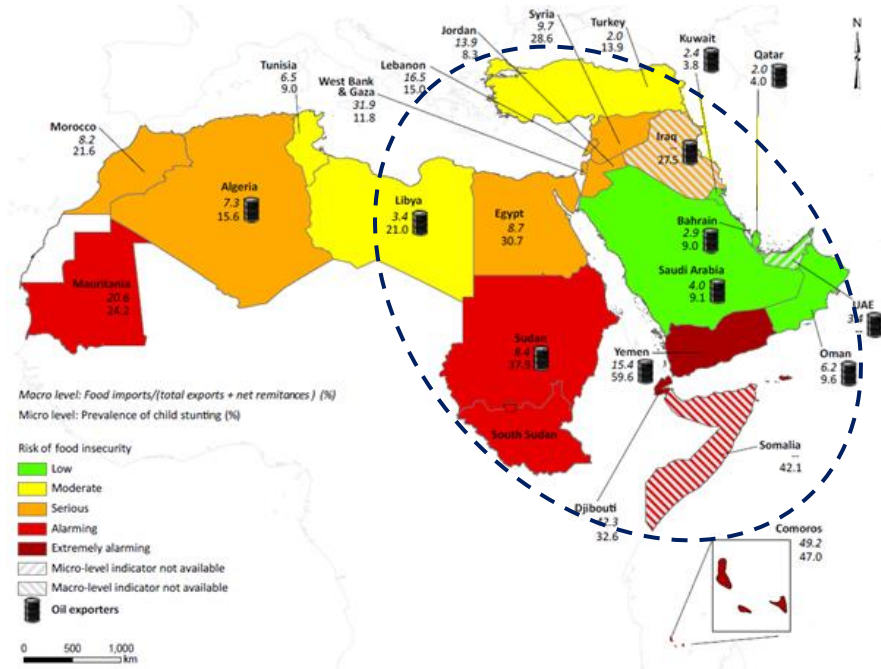 Jordan
13.9
8.3
Syria
9.7
28.6
Turkey
2.0
13.9
Kuwait
2.4
3.8
Qatar
2.0
4.0
N
Tunisia
6.5
9.0
West Bank
& Gaza
31.9
11.8
Lebanon
16.5
15.0
Morocco
8.2
21.6
Iraq
--
27.5
Algeria
7.3
15.6
Libya
3.4
21.0
Egypt
8.7
30.7
Bahrain
2.9
9.0
Saudi Arabia
4.0
9.1
UAE
--
Mauritania
20.6
24.2
Sudan
8.4
Yemen
15.4
59.6
Oman
6.2
9.6
South Sudan
Somalia
--
42.1
Djibouti
32.6
Comoros
49.2
47.0
Macro level: Food imports/(total exports + net remitances) (%)
Micro level: Prevalence of child stunting (%)
Risk of food insecurity
Low
Moderate
Serious
Alarming
Extremely alarming
Micro-level indicator not available
Macro-level indicator not available
Oil exporters
0 500 1,000
km